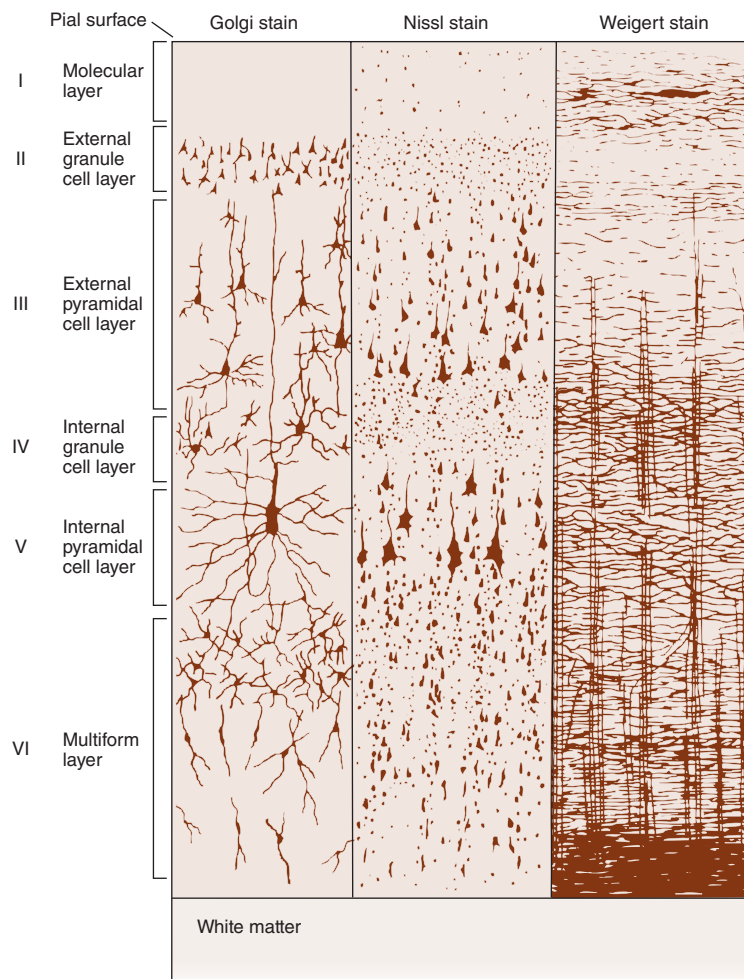 Pial surface
Golgi stain
Nissl stain
Weigert stain
I
Molecular
layer
II
External
granule
cell layer
III
External
pyramidal
cell layer
IV
Internal
granule
cell layer
V
Internal
pyramidal
cell layer
VI
Multiform
layer
White matter